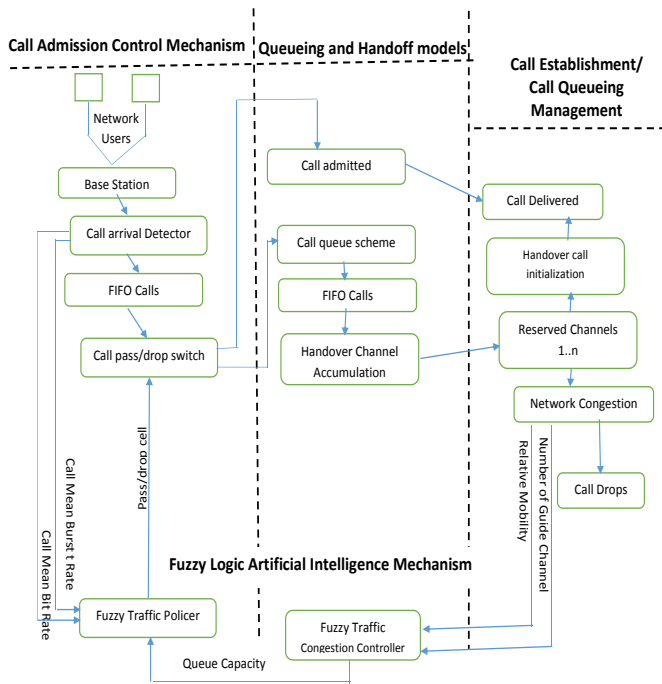 Call Admission Control Mechanism
Queueing and Handoff models
Call Establishment/
Call Queueing
Management
Network
Users
Base Station
Call arrival Detector
FIFO Calls
Call pass/drop switch
Call admitted
Call queue scheme
FIFO Calls
Handover Channel
Accumulation
Call Delivered
Handover call
initialization
Reserved Channels
1..n
Network Congestion
Call Drops
Pass/drop cell
Call Mean Burst t Rate
Call Mean Bit Rate
Number of Guide Channel
Relative Mobility
Fuzzy Logic Artificial Intelligence Mechanism
Fuzzy Traffic Policer
Fuzzy Traffic
Congestion Controller
Queue Capacity